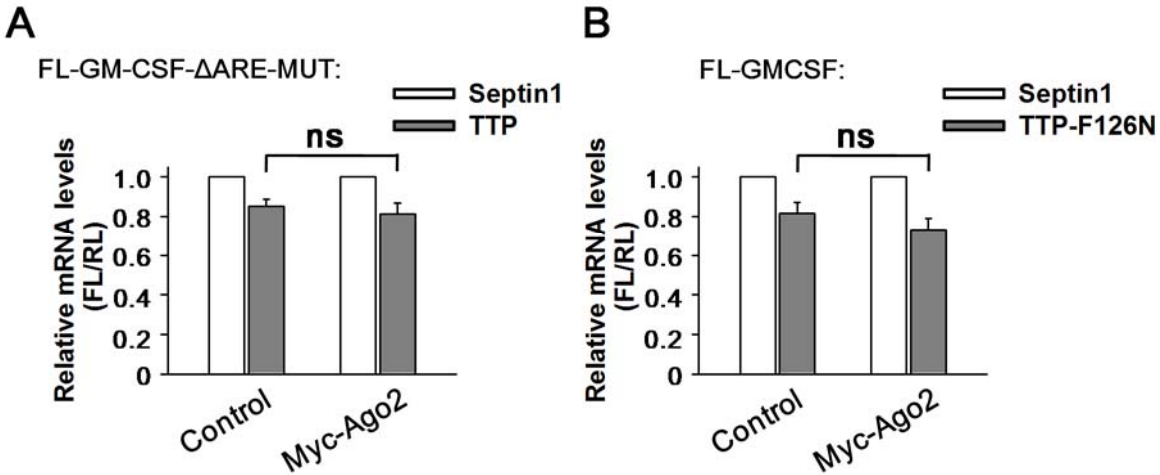 A
FL-GM-CSF-ΔARE-MUT:
Septin1
TTP
ns
Relative mRNA levels
(FL/RL)
1.0
0.8
0.6
0.4
0.2
0
Control
Myc-Ago2
B
FL-GMCSF:
Septin1
TTP-F126N
ns
Relative mRNA levels
(FL/RL)
1.0
0.8
0.6
0.4
0.2
0
Control
Myc-Ago2